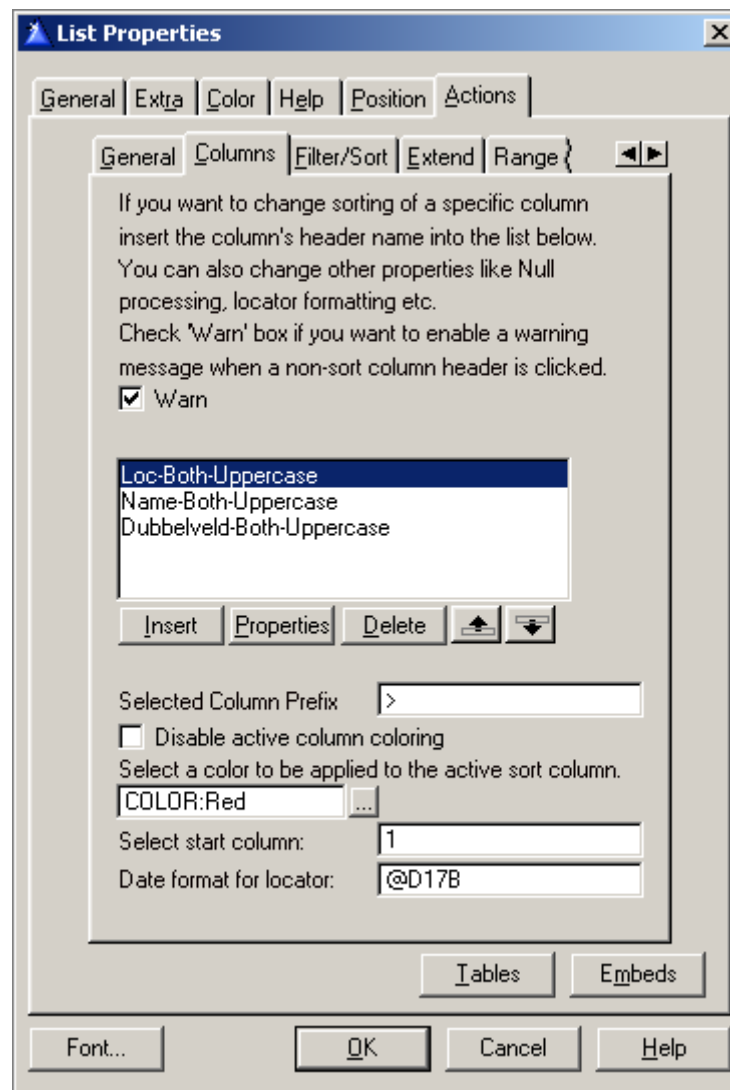 List Properties
General Extra Color Help Position Actions
General Columns Filter/Sort Extend Range
If you want to change sorting of a specific column
insert the column's header name into the list below.
You can also change other properties like Null
processing, locator formatting etc.
Check 'Warn' box if you want to enable a warning
message when a non-sort column header is clicked.
Warn
Loc-Both-Uppercase
Name-Both-Uppercase
Dubbelveld-Both-Uppercase
Insert Properties Delete
Selected Column Prefix >
Disable active column coloring
Select a color to be applied to the active sort column.
COLOR:Red ...
Select start column: 1
Date format for locator: @D17B
Tables Embeds
Font... OK Cancel Help